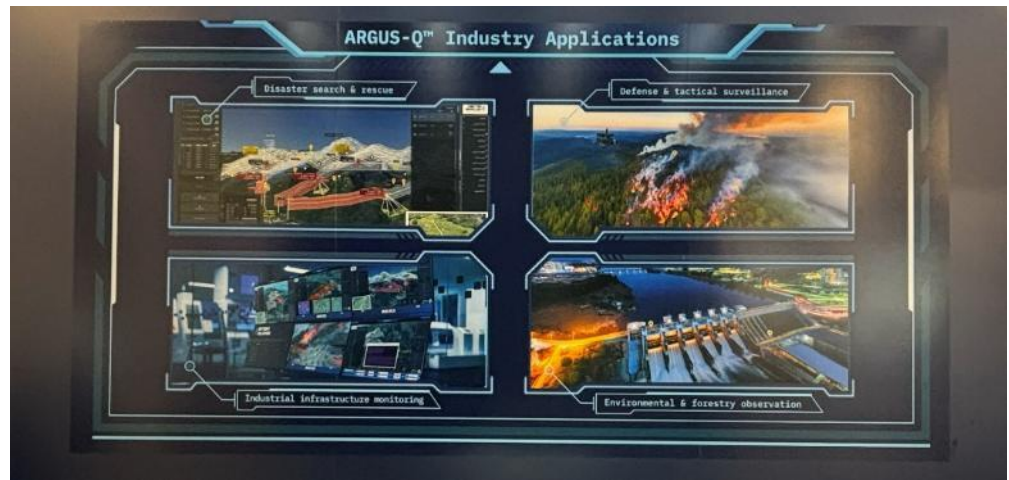 ARGUS-Q™ Industry Applications
Disaster search & rescue
Defense & tactical surveillance
Industrial infrastructure monitoring
Environmental & forestry observation